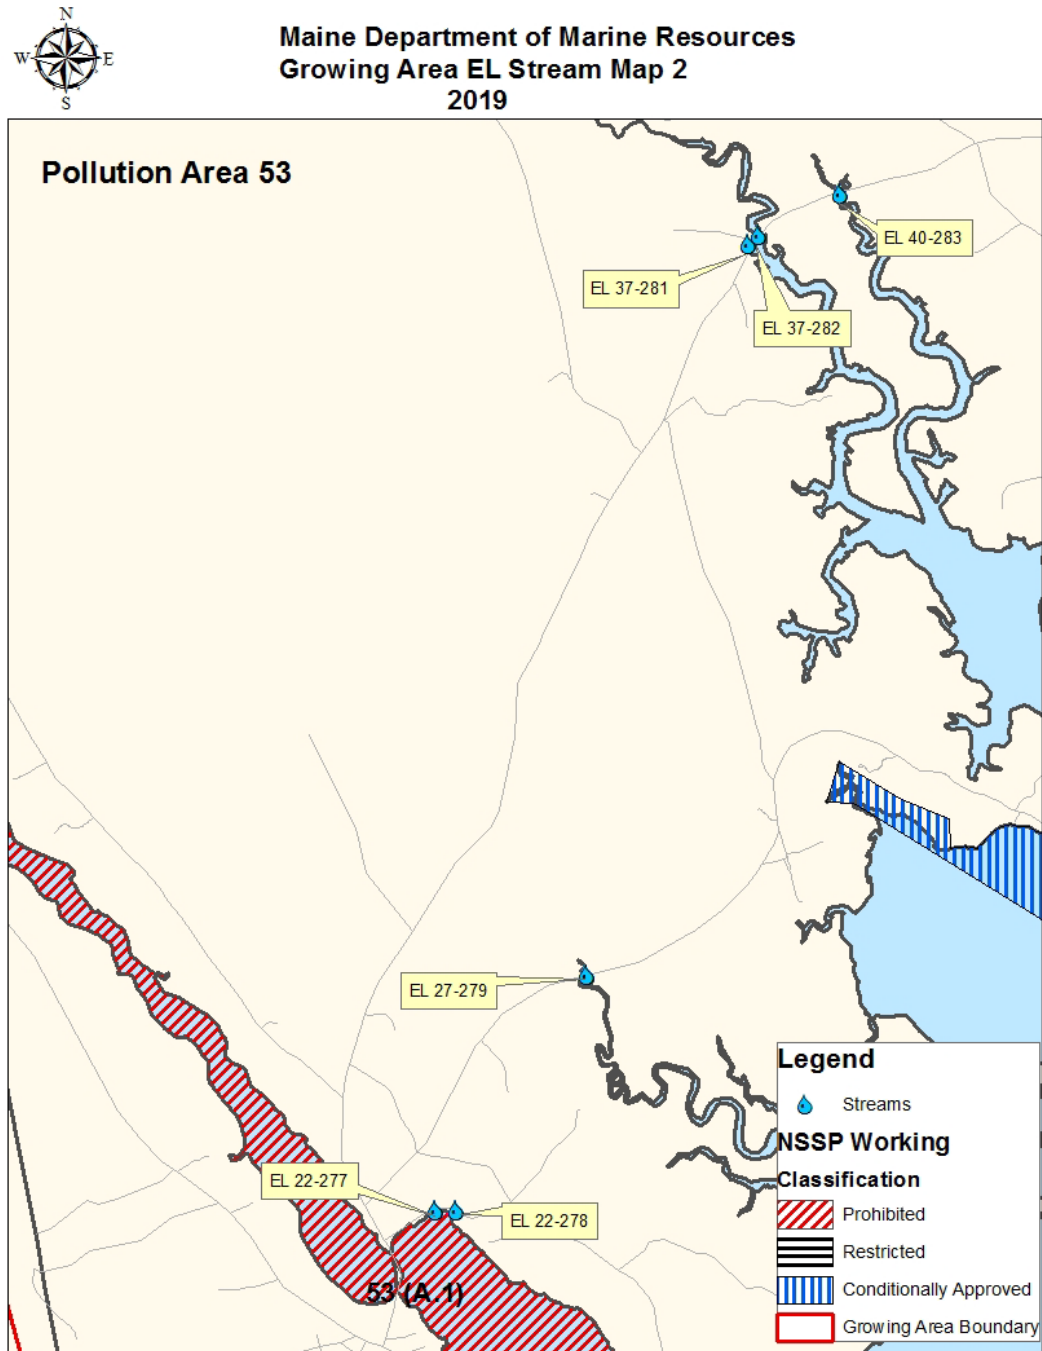 N
W E
S
Maine Department of Marine Resources
Growing Area EL Stream Map 2
2019
Pollution Area 53
EL 40-283
EL 37-281
EL 37-282
EL 27-279
EL 22-277
EL 22-278
53 (A.1)
Legend
Streams
NSSP Working
Classification
Prohibited
Restricted
Conditionally Approved
Growing Area Boundary